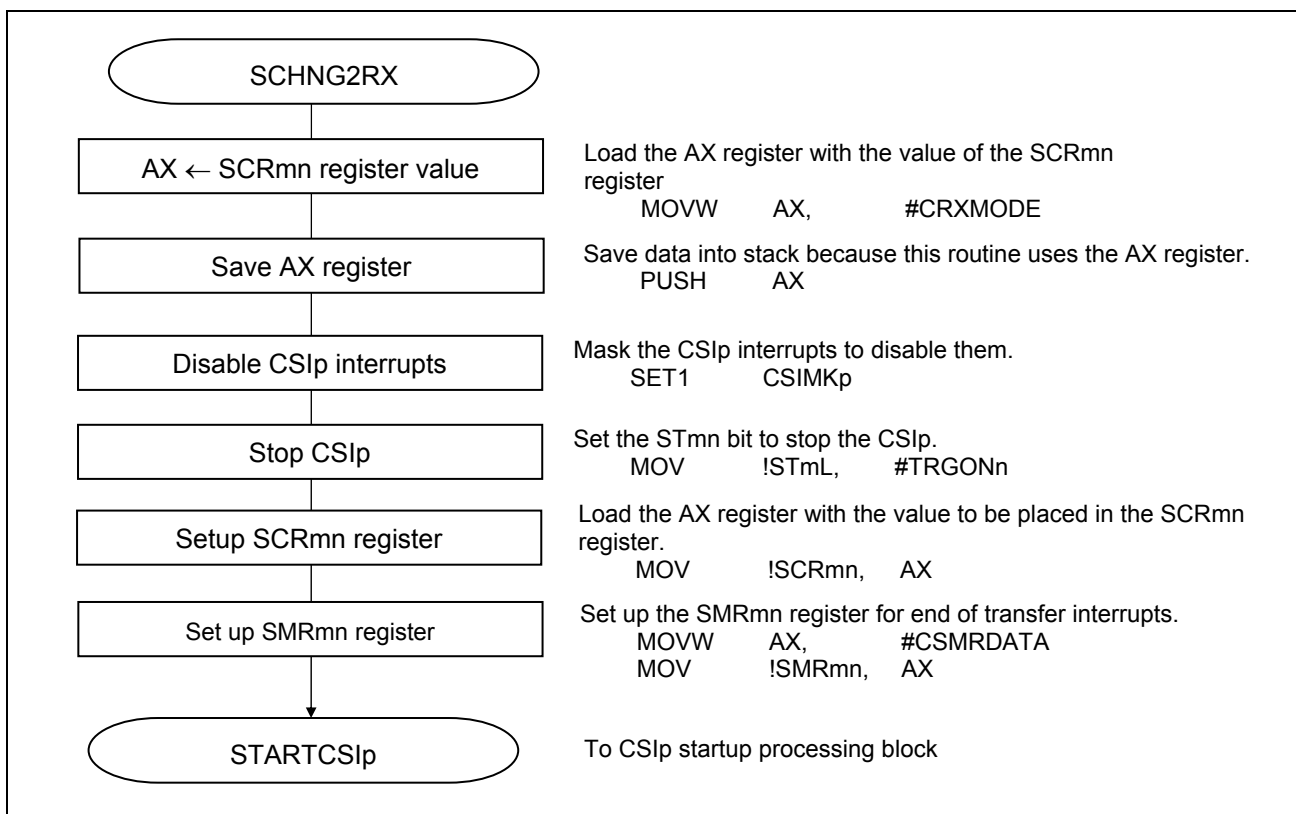 SCHNG2RX
AX ← SCRmn register value
Load the AX register with the value of the SCRmn
register
MOVW AX, #CRXMODE
Save AX register
Save data into stack because this routine uses the AX register.
PUSH AX
Disable CSIp interrupts
Mask the CSIp interrupts to disable them.
SET1 CSIMKp
Stop CSIp
Set the STmn bit to stop the CSIp.
MOV !STmL, #TRGONn
Setup SCRmn register
Load the AX register with the value to be placed in the SCRmn
register.
MOV !SCRmn, AX
Set up SMRmn register
Set up the SMRmn register for end of transfer interrupts.
MOVW AX, #CSMRDATA
MOV !SMRmn, AX
STARTCSIp
To CSIp startup processing block